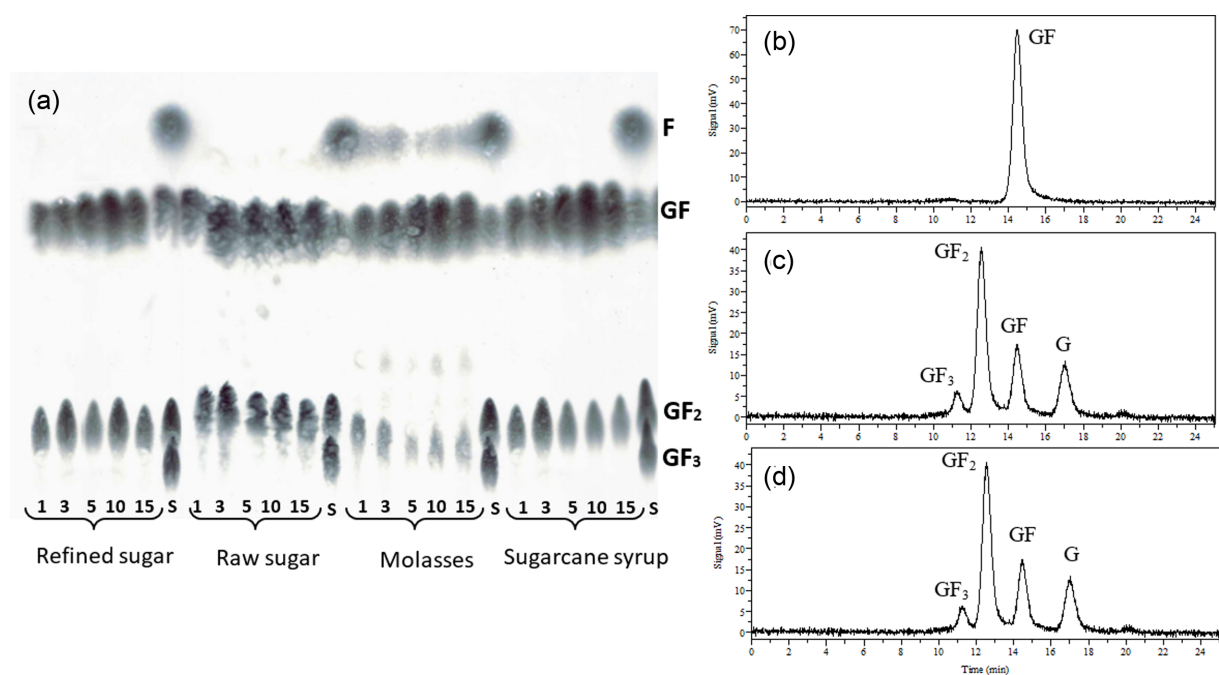 (a)
F
GF
GF2
GF3
1 3 5 10 15 S 1 3 5 10 15 S 1 3 5 10 15 S 1 3 5 10 15 S
Refined sugar Raw sugar Molasses Sugarcane syrup
(b)
GF
Signal (mV)
70
60
50
40
30
20
10
0
0 2 4 6 8 10 12 14 16 18 20 22 24
(c)
GF2
GF
G
GF3
Signal (mV)
40
35
30
25
20
15
10
5
0
0 2 4 6 8 10 12 14 16 18 20 22 24
(d)
GF2
GF
G
GF3
Signal (mV)
40
35
30
25
20
15
10
5
0
0 2 4 6 8 10 12 14 16 18 20 22 24
Time (min)